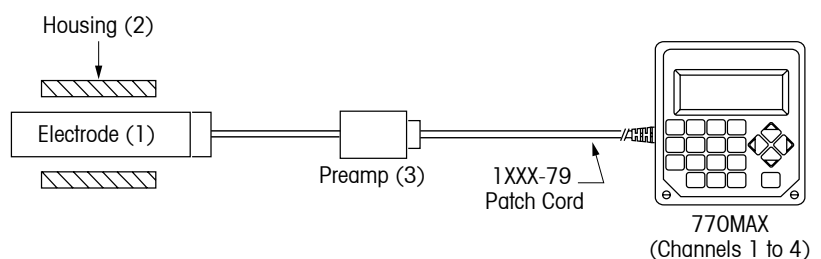 Housing (2)
Electrode (1)
Preamp (3)
1XXX-79
Patch Cord
770MAX
(Channels 1 to 4)